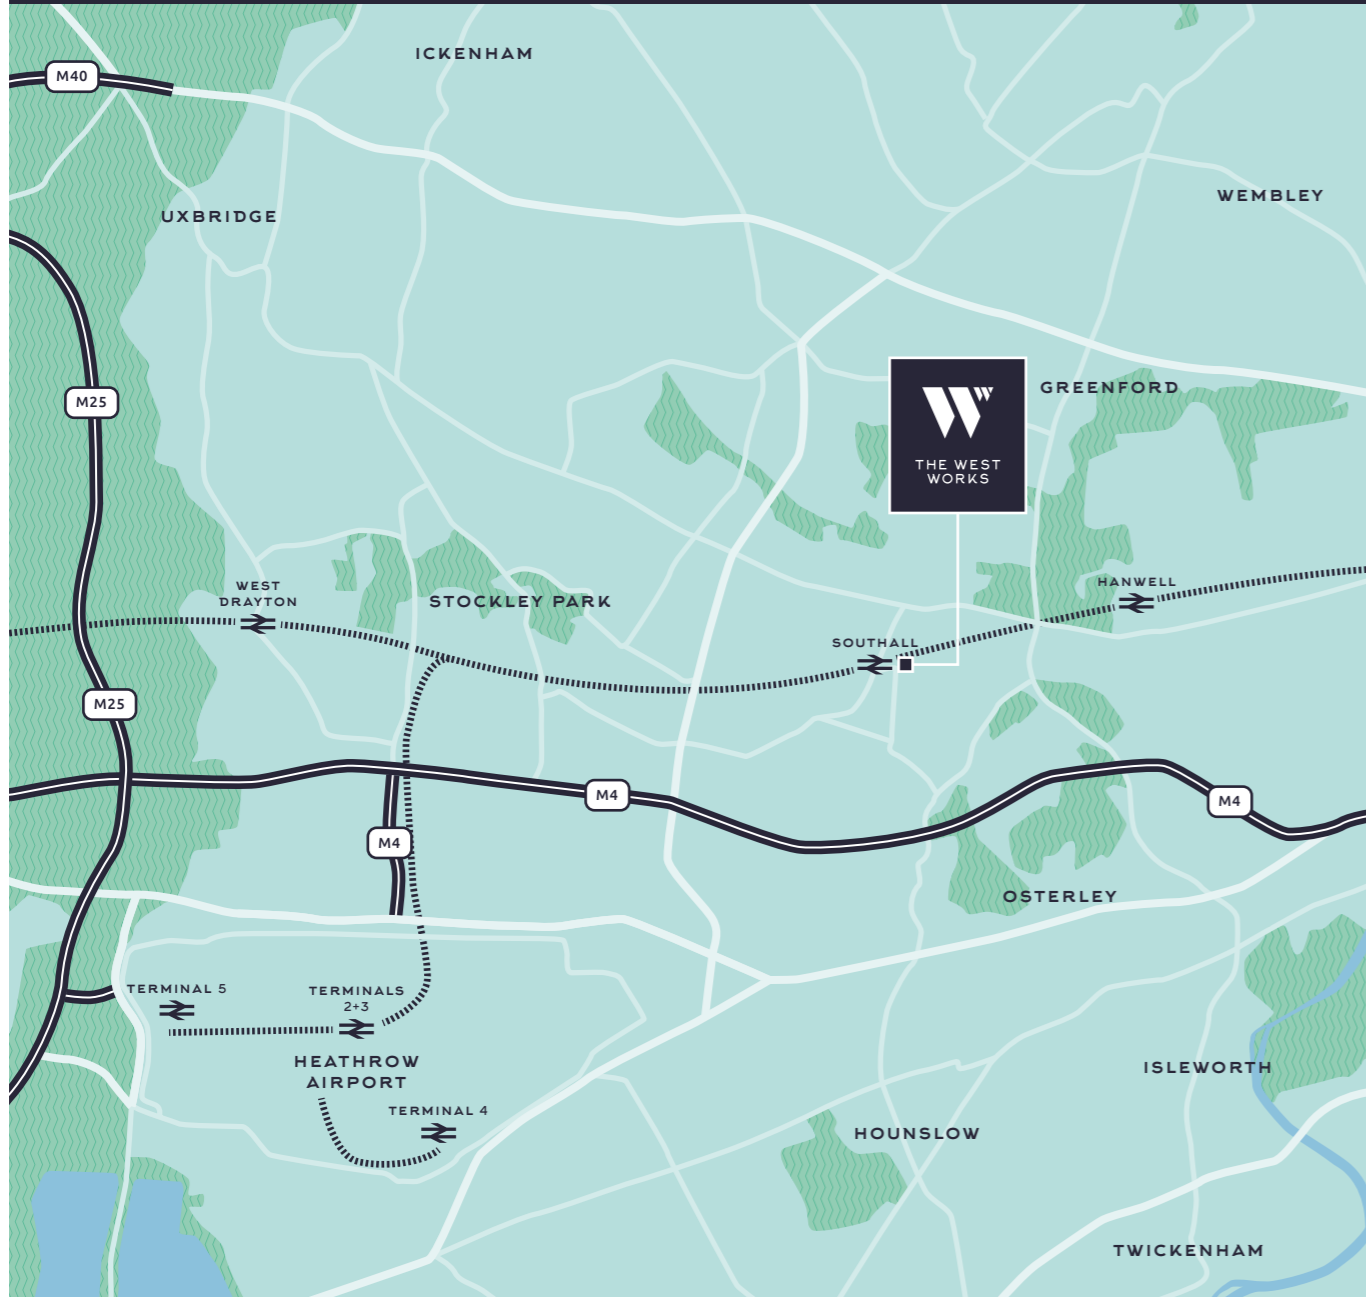 ICKENHAM
M40
WEMBLEY
UXBRIDGE
GREENFORD
M25
THE WEST
WORKS
HANWELL
WEST
DRAYTON
STOCKLEY PARK
SOUTHALL
M25
M4
M4
M4
OSTERLEY
TERMINAL 5
TERMINALS
2+3
HEATHROW
AIRPORT
ISLEWORTH
TERMINAL 4
HOUNSLOW
TWICKENHAM